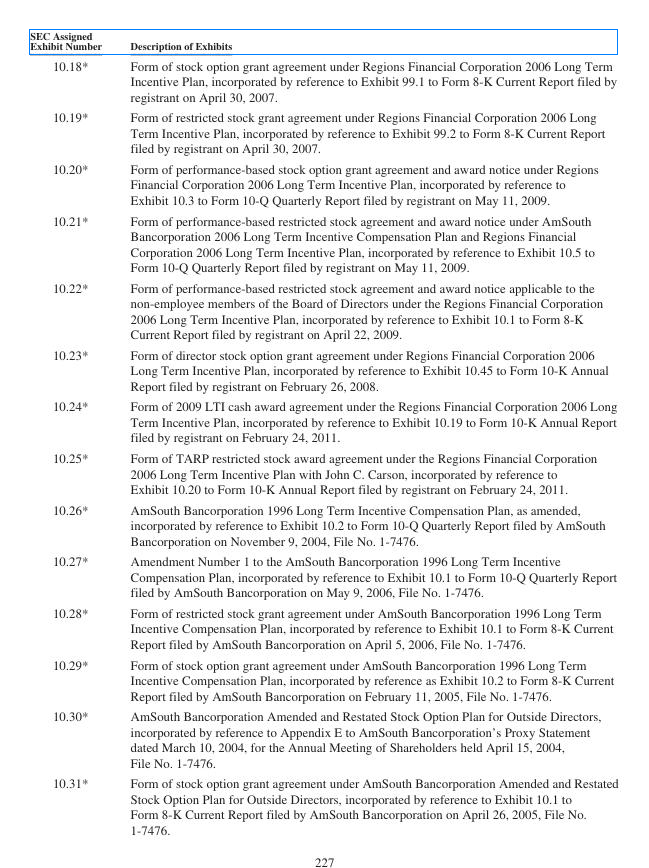 SEC Assigned
Exhibit Number Description of Exhibits
10.18* Form of stock option grant agreement under Regions Financial Corporation 2006 Long Term
Incentive Plan, incorporated by reference to Exhibit 99.1 to Form 8-K Current Report filed by
registrant on April 30, 2007.
10.19* Form of restricted stock grant agreement under Regions Financial Corporation 2006 Long
Term Incentive Plan, incorporated by reference to Exhibit 99.2 to Form 8-K Current Report
filed by registrant on April 30, 2007.
10.20* Form of performance-based stock option grant agreement and award notice under Regions
Financial Corporation 2006 Long Term Incentive Plan, incorporated by reference to
Exhibit 10.3 to Form 10-Q Quarterly Report filed by registrant on May 11, 2009.
10.21* Form of performance-based restricted stock agreement and award notice under AmSouth
Bancorporation 2006 Long Term Incentive Compensation Plan and Regions Financial
Corporation 2006 Long Term Incentive Plan, incorporated by reference to Exhibit 10.5 to
Form 10-Q Quarterly Report filed by registrant on May 11, 2009.
10.22* Form of performance-based restricted stock agreement and award notice applicable to the
non-employee members of the Board of Directors under the Regions Financial Corporation
2006 Long Term Incentive Plan, incorporated by reference to Exhibit 10.1 to Form 8-K
Current Report filed by registrant on April 22, 2009.
10.23* Form of director stock option grant agreement under Regions Financial Corporation 2006
Long Term Incentive Plan, incorporated by reference to Exhibit 10.45 to Form 10-K Annual
Report filed by registrant on February 26, 2008.
10.24* Form of 2009 LTI cash award agreement under the Regions Financial Corporation 2006 Long
Term Incentive Plan, incorporated by reference to Exhibit 10.19 to Form 10-K Annual Report
filed by registrant on February 24, 2011.
10.25* Form of TARP restricted stock award agreement under the Regions Financial Corporation
2006 Long Term Incentive Plan with John C. Carson, incorporated by reference to
Exhibit 10.20 to Form 10-K Annual Report filed by registrant on February 24, 2011.
10.26* AmSouth Bancorporation 1996 Long Term Incentive Compensation Plan, as amended,
incorporated by reference to Exhibit 10.2 to Form 10-Q Quarterly Report filed by AmSouth
Bancorporation on November 9, 2004, File No. 1-7476.
10.27* Amendment Number 1 to the AmSouth Bancorporation 1996 Long Term Incentive
Compensation Plan, incorporated by reference to Exhibit 10.1 to Form 10-Q Quarterly Report
filed by AmSouth Bancorporation on May 9, 2006, File No. 1-7476.
10.28* Form of restricted stock grant agreement under AmSouth Bancorporation 1996 Long Term
Incentive Compensation Plan, incorporated by reference to Exhibit 10.1 to Form 8-K Current
Report filed by AmSouth Bancorporation on April 5, 2006, File No. 1-7476.
10.29* Form of stock option grant agreement under AmSouth Bancorporation 1996 Long Term
Incentive Compensation Plan, incorporated by reference as Exhibit 10.2 to Form 8-K Current
Report filed by AmSouth Bancorporation on February 11, 2005, File No. 1-7476.
10.30* AmSouth Bancorporation Amended and Restated Stock Option Plan for Outside Directors,
incorporated by reference to Appendix E to AmSouth Bancorporation's Proxy Statement
dated March 10, 2004, for the Annual Meeting of Shareholders held April 15, 2004,
File No. 1-7476.
10.31* Form of stock option grant agreement under AmSouth Bancorporation Amended and Restated
Stock Option Plan for Outside Directors, incorporated by reference to Exhibit 10.1 to
Form 8-K Current Report filed by AmSouth Bancorporation on April 26, 2005, File No.
1-7476.
227